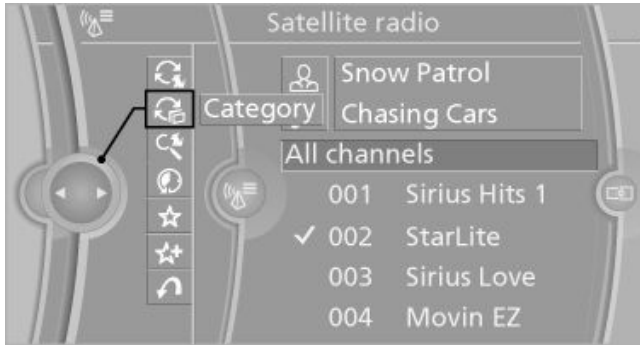 Satellite radio
Snow Patrol
Category
Chasing Cars
All channels
001 Sirius Hits 1
002 StarLite
003 Sirius Love
004 Movin EZ